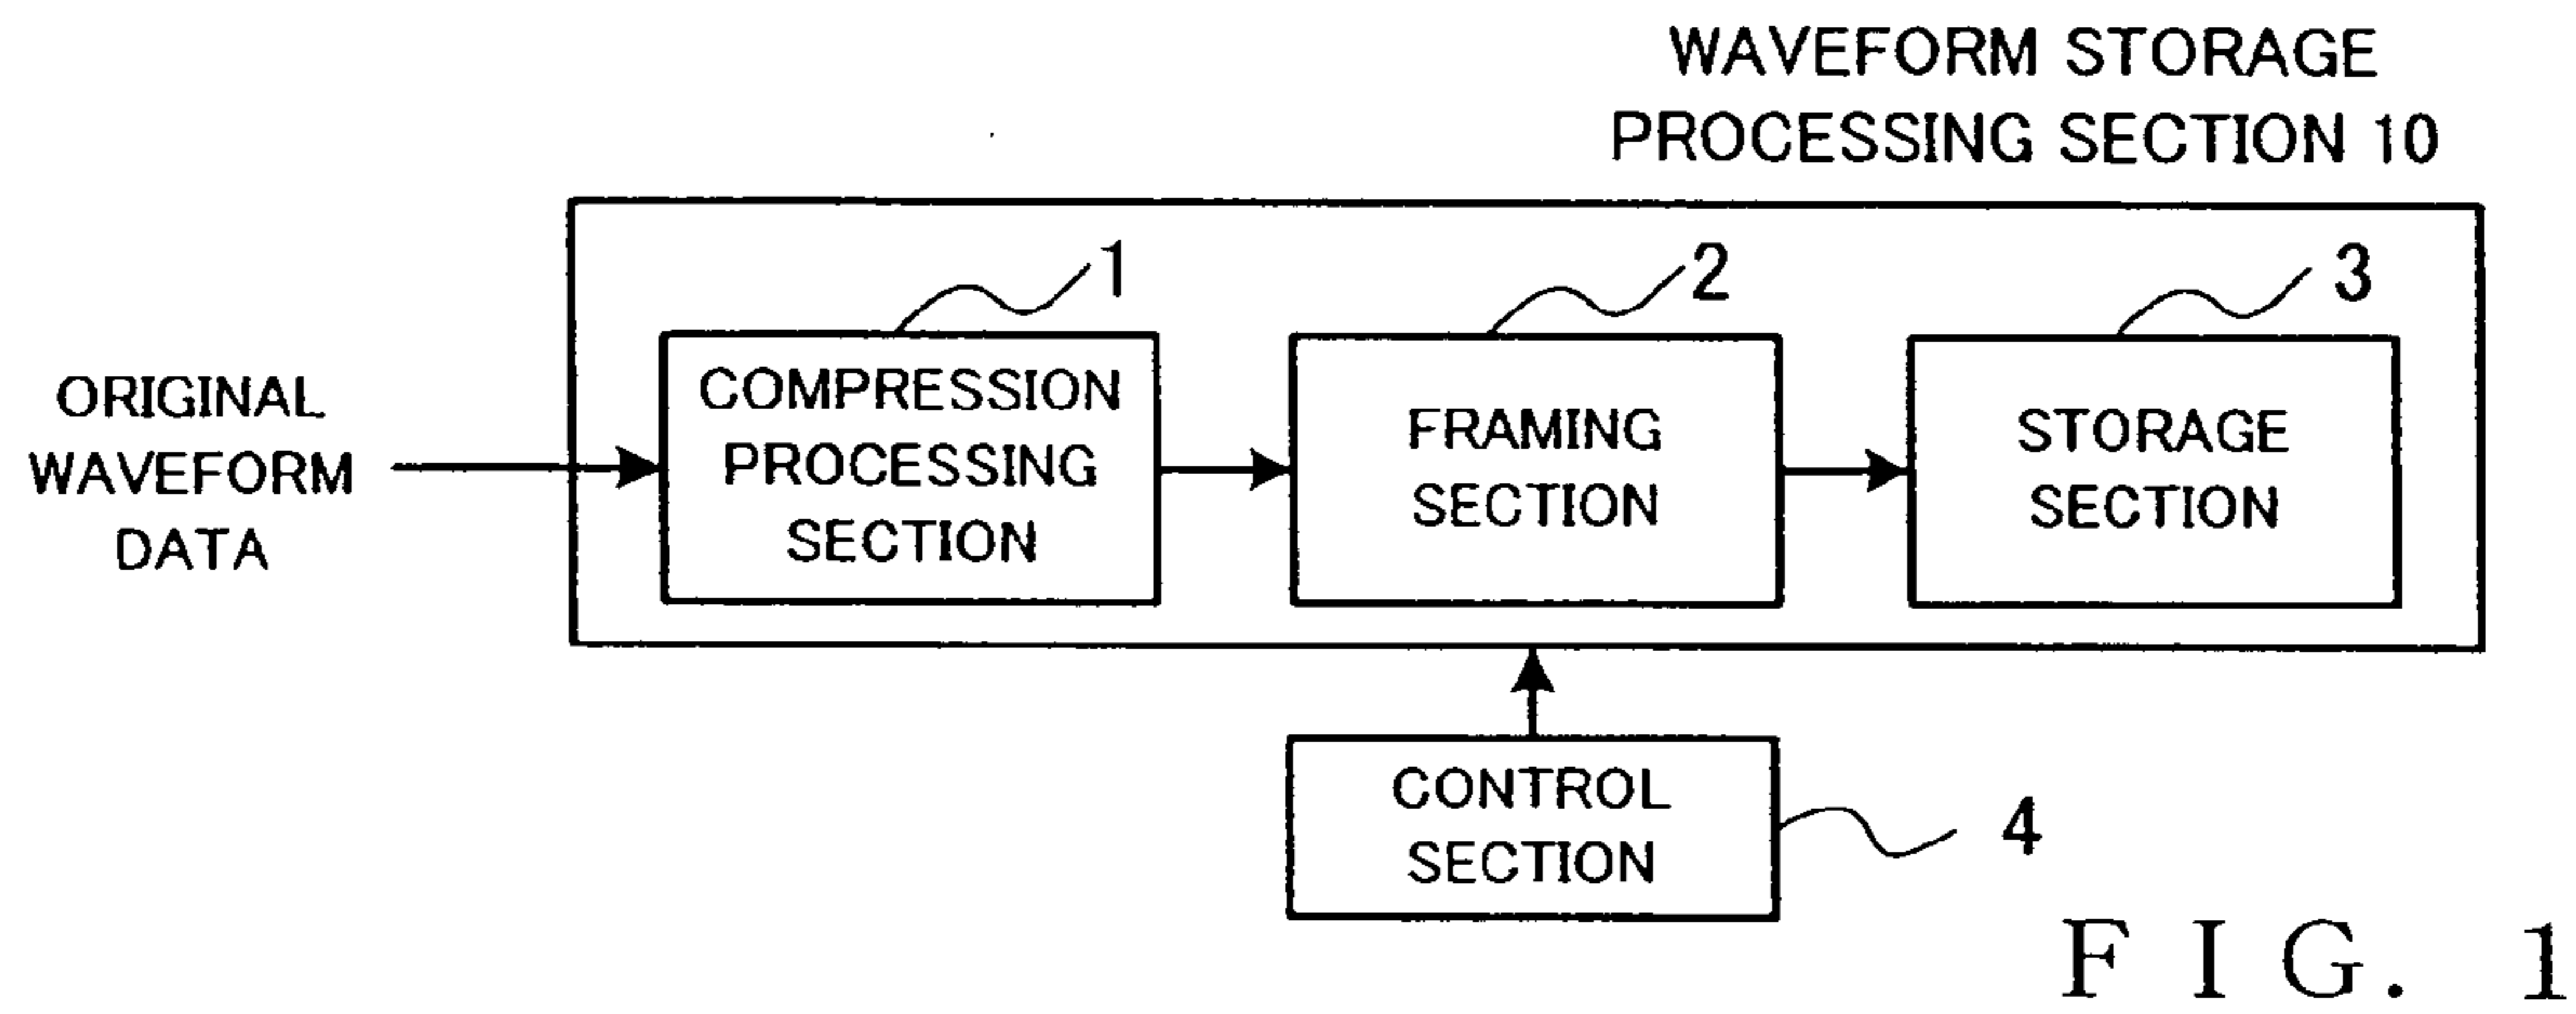 WAVEFORM STORAGE
PROCESSING SECTION 10
1
2
3
ORIGINAL
WAVEFORM
DATA
COMPRESSION
PROCESSING
SECTION
FRAMING
SECTION
STORAGE
SECTION
CONTROL
SECTION
4
FIG. 1